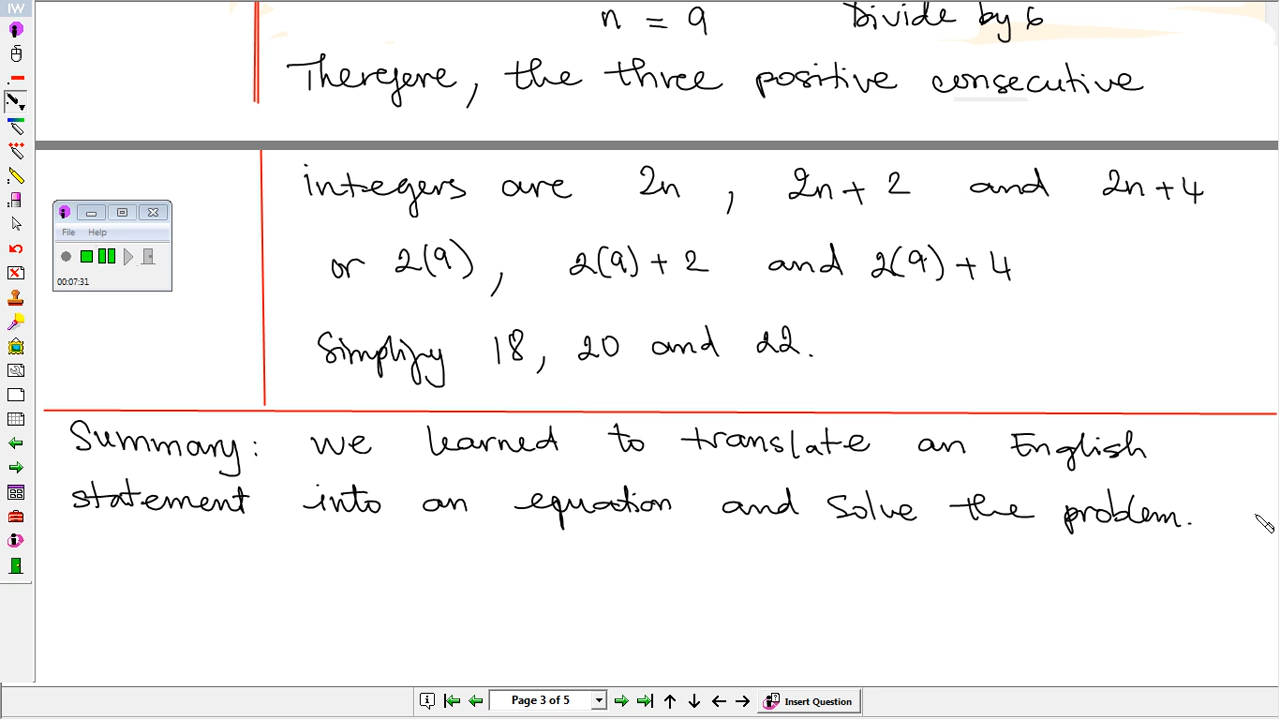 IW
n = 9 Divide by 6
Therefore, the three positive consecutive
integers are 2n, 2n + 2 and 2n + 4
File Help
or 2(9), 2(9) + 2 and 2(9) + 4
00:07:31
Simplify 18, 20 and 22.
Summary: we learned to translate an English
statement into an equation and solve the problem.
Page 3 of 5 Insert Question